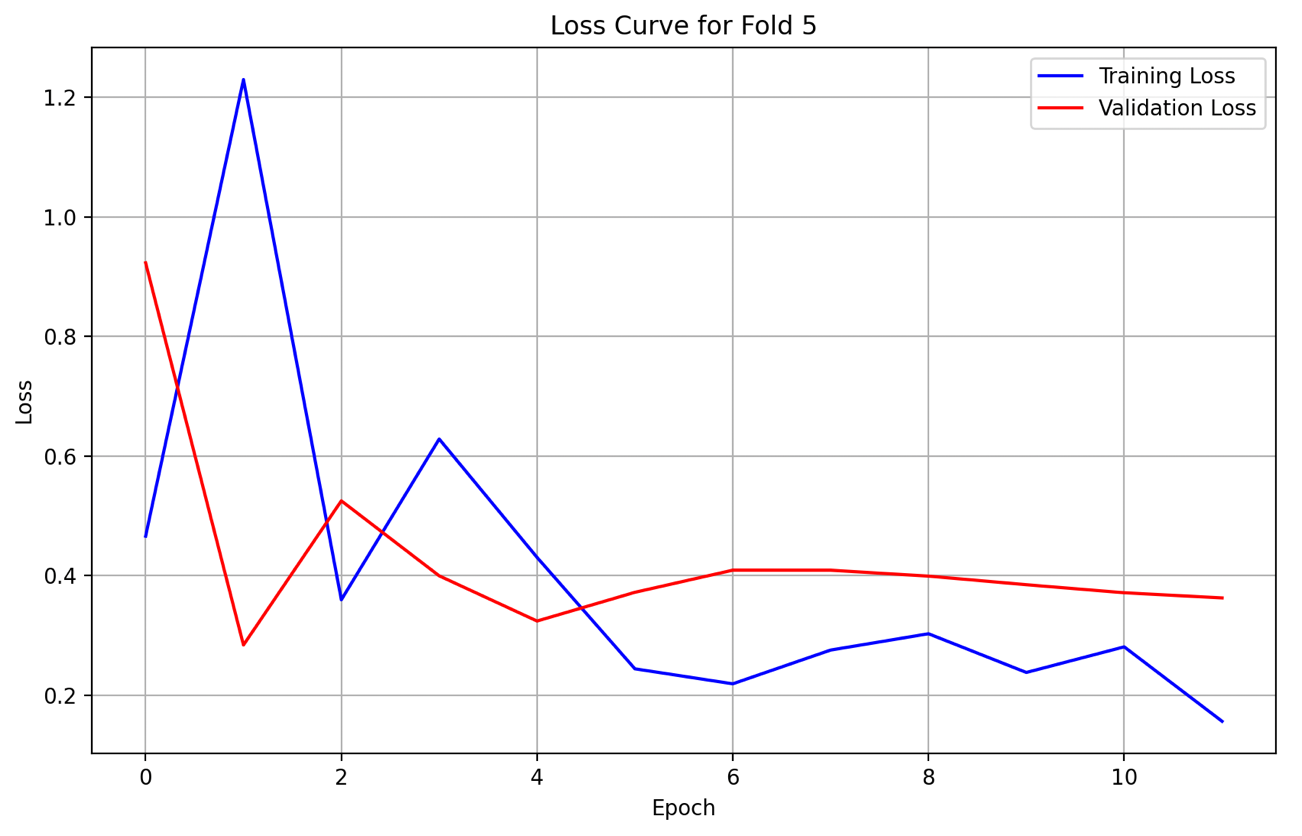 Loss Curve for Fold 5
Training Loss
Validation Loss
Loss
1.2
1.0
0.8
0.6
0.4
0.2
0 2 4 6 8 10
Epoch